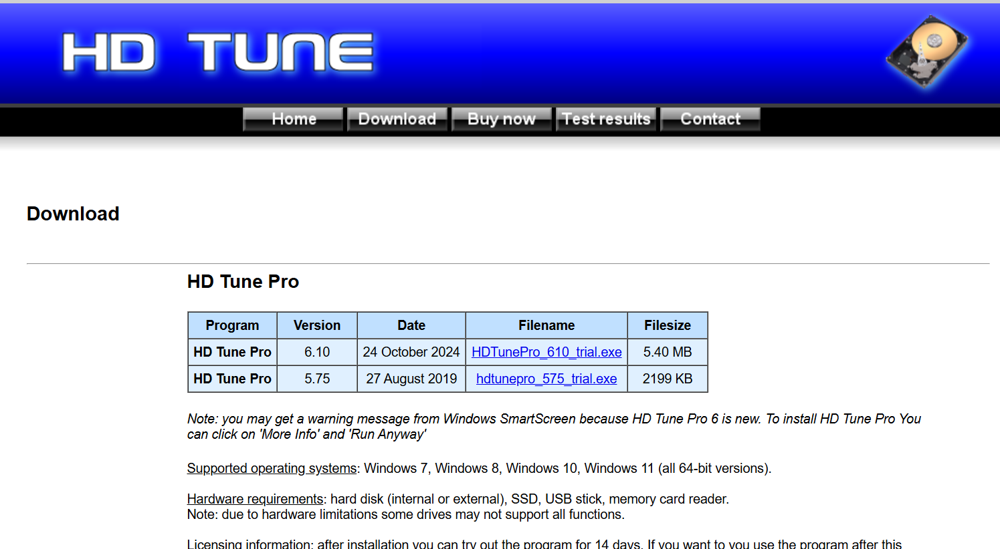 HD TUNE
Home Download Buy now Test results Contact
Download
HD Tune Pro
Program Version Date Filename Filesize
HD Tune Pro 6.10 24 October 2024 HDTunePro_610_trial.exe 5.40 MB
HD Tune Pro 5.75 27 August 2019 hdtunepro_575_trial.exe 2199 KB
Note: you may get a warning message from Windows SmartScreen because HD Tune Pro 6 is new. To install HD Tune Pro You
can click on 'More Info' and 'Run Anyway'
Supported operating systems: Windows 7, Windows 8, Windows 10, Windows 11 (all 64-bit versions).
Hardware requirements: hard disk (internal or external), SSD, USB stick, memory card reader.
Note: due to hardware limitations some drives may not support all functions.
Licensing information: after installation you can try out the program for 14 days. If you want to you use the program after this